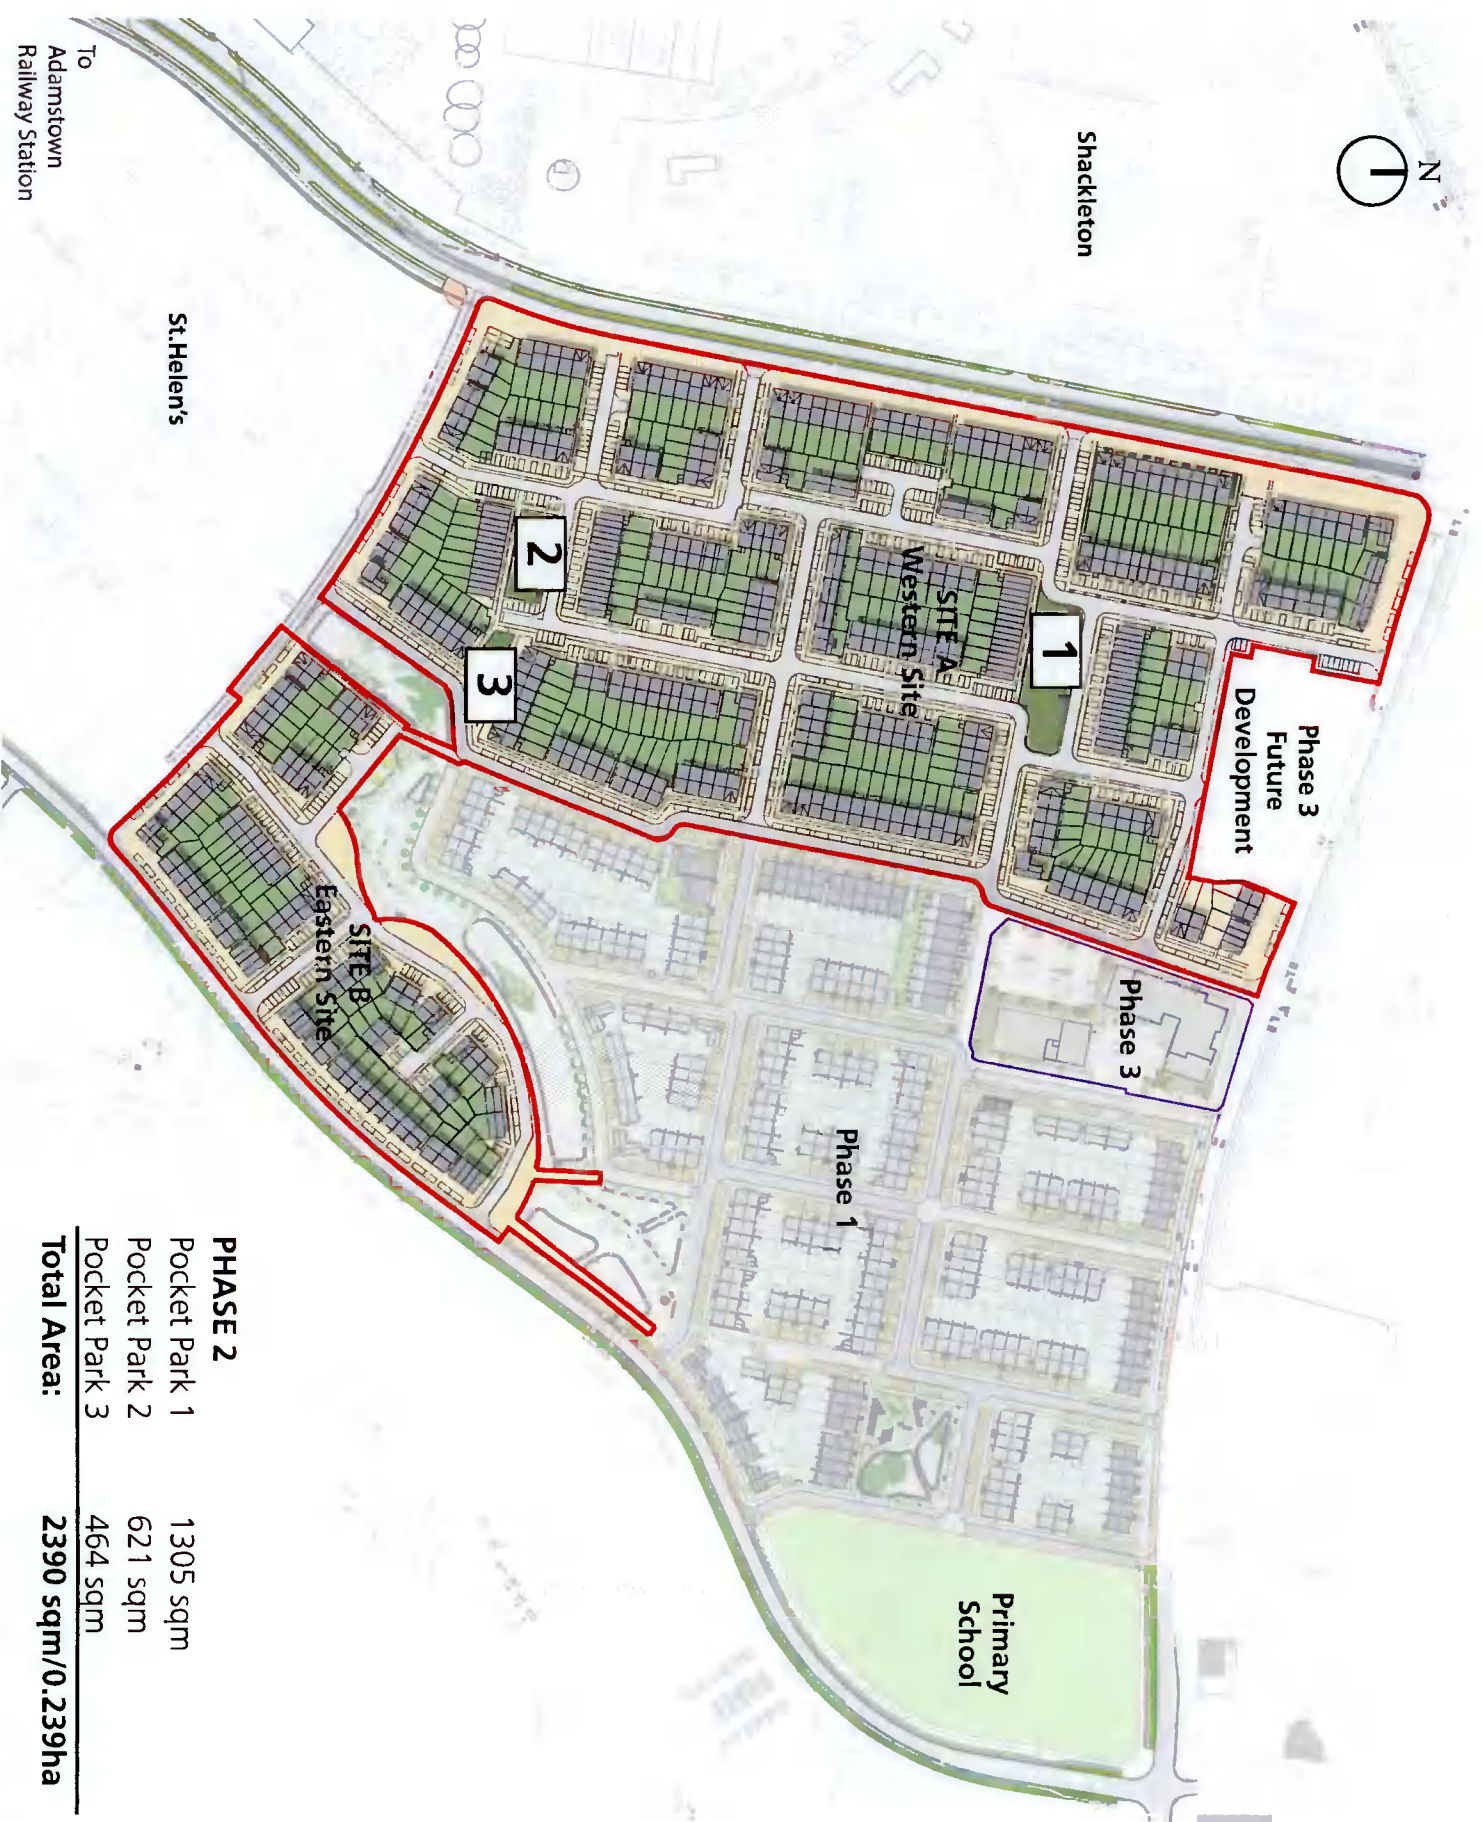 N
Shackleton
To
Adamstown
Railway Station
St.Helen's
Phase 3
Future
Development
SITE A
Western Site
1
2
3
Phase 3
SITE B
Eastern Site
Phase 1
Primary
School
PHASE 2
Pocket Park 1 1305 sqm
Pocket Park 2 621 sqm
Pocket Park 3 464 sqm
Total Area: 2390 sqm/0.239ha